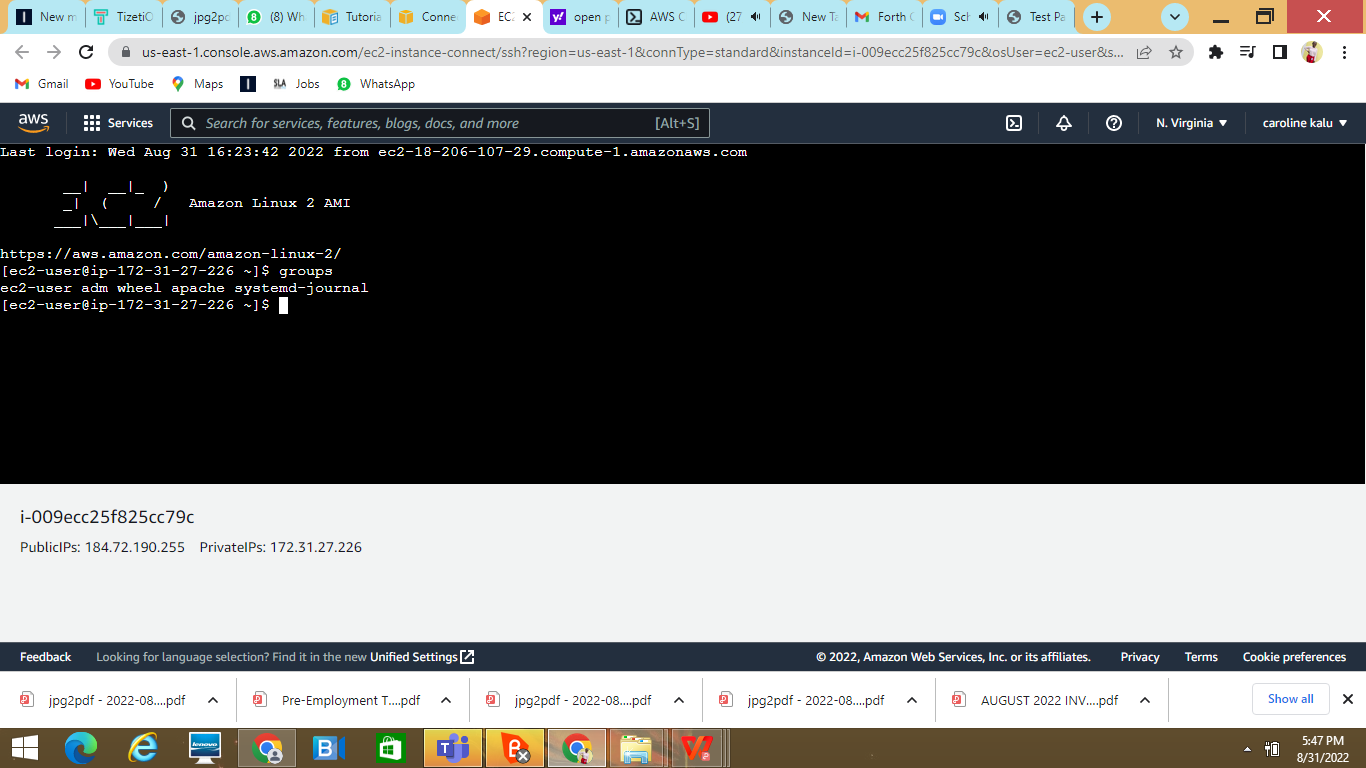 New m
TizetiO
jpg2pd
(8) Wh
Tutoria
Conne
EC2
open p
AWS C
(27
New Ta
Forth C
Sch
Test Pa
us-east-1.console.aws.amazon.com/ec2-instance-connect/ssh?region=us-east-1&connType=standard&instanceId=i-009ecc25f825cc79c&osUser=ec2-user&s...
Gmail YouTube Maps SLA Jobs WhatsApp
aws Services Search for services, features, blogs, docs, and more [Alt+S] N. Virginia caroline kalu
Last login: Wed Aug 31 16:23:42 2022 from ec2-18-206-107-29.compute-1.amazonaws.com
__| __|_ )
_| ( / Amazon Linux 2 AMI
___|\___|___|
https://aws.amazon.com/amazon-linux-2/
[ec2-user@ip-172-31-27-226 ~]$ groups
ec2-user adm wheel apache systemd-journal
[ec2-user@ip-172-31-27-226 ~]$
i-009ecc25f825cc79c
PublicIPs: 184.72.190.255 PrivateIPs: 172.31.27.226
Feedback Looking for language selection? Find it in the new Unified Settings © 2022, Amazon Web Services, Inc. or its affiliates. Privacy Terms Cookie preferences
jpg2pdf - 2022-08....pdf Pre-Employment T....pdf jpg2pdf - 2022-08....pdf jpg2pdf - 2022-08....pdf AUGUST 2022 INV....pdf Show all
lenovo
5:47 PM
8/31/2022